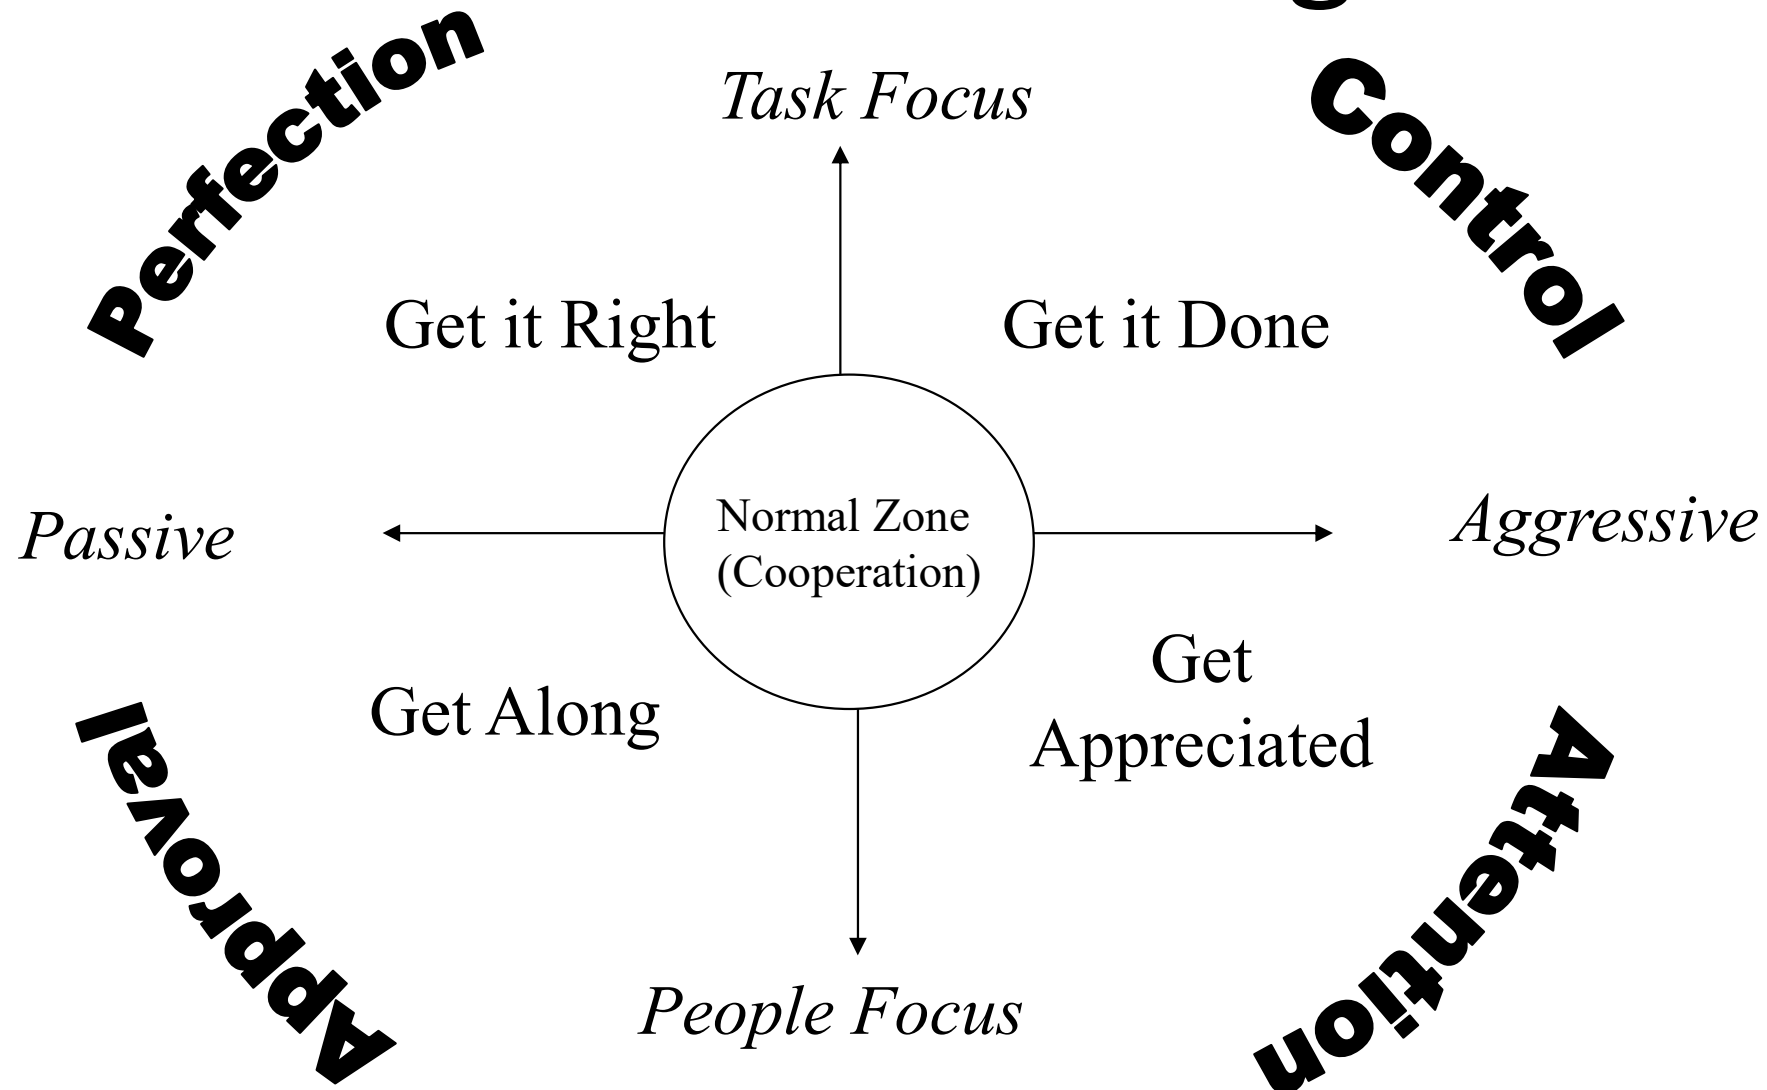 Perfection
Task Focus
Control
Get it Right
Get it Done
Passive
Normal Zone
(Cooperation)
Aggressive
Get Along
Get
Appreciated
Approval
Attention
People Focus